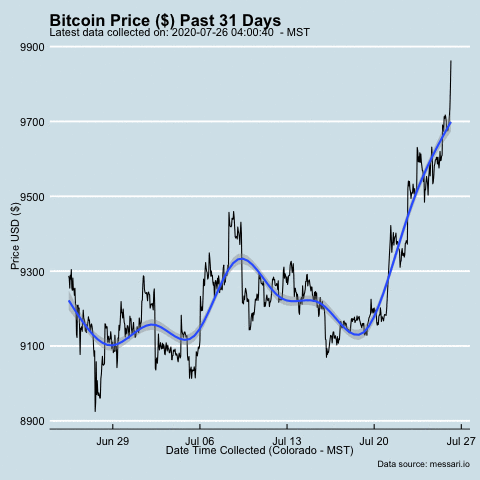 Bitcoin Price ($) Past 31 Days
Latest data collected on: 2020-07-26 04:00:40 - MST
9900
9700
9500
9300
9100
8900
Price USD ($)
Jun 29
Jul 06
Jul 13
Jul 20
Jul 27
Date Time Collected (Colorado - MST)
Data source: messari.io